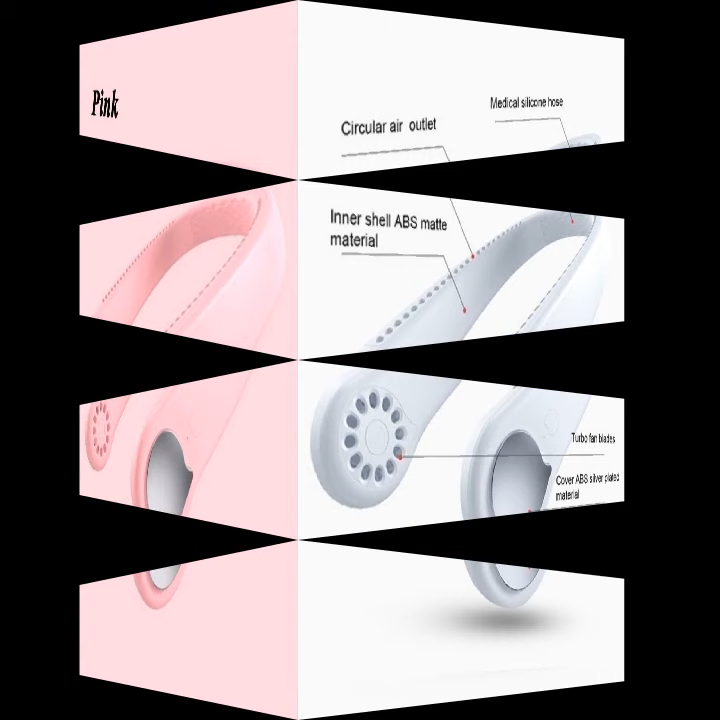 Pink
Medical silicone hose
Circular air outlet
Inner shell ABS matte
material
Turbo fan blades
Cover ABS silver plated
material